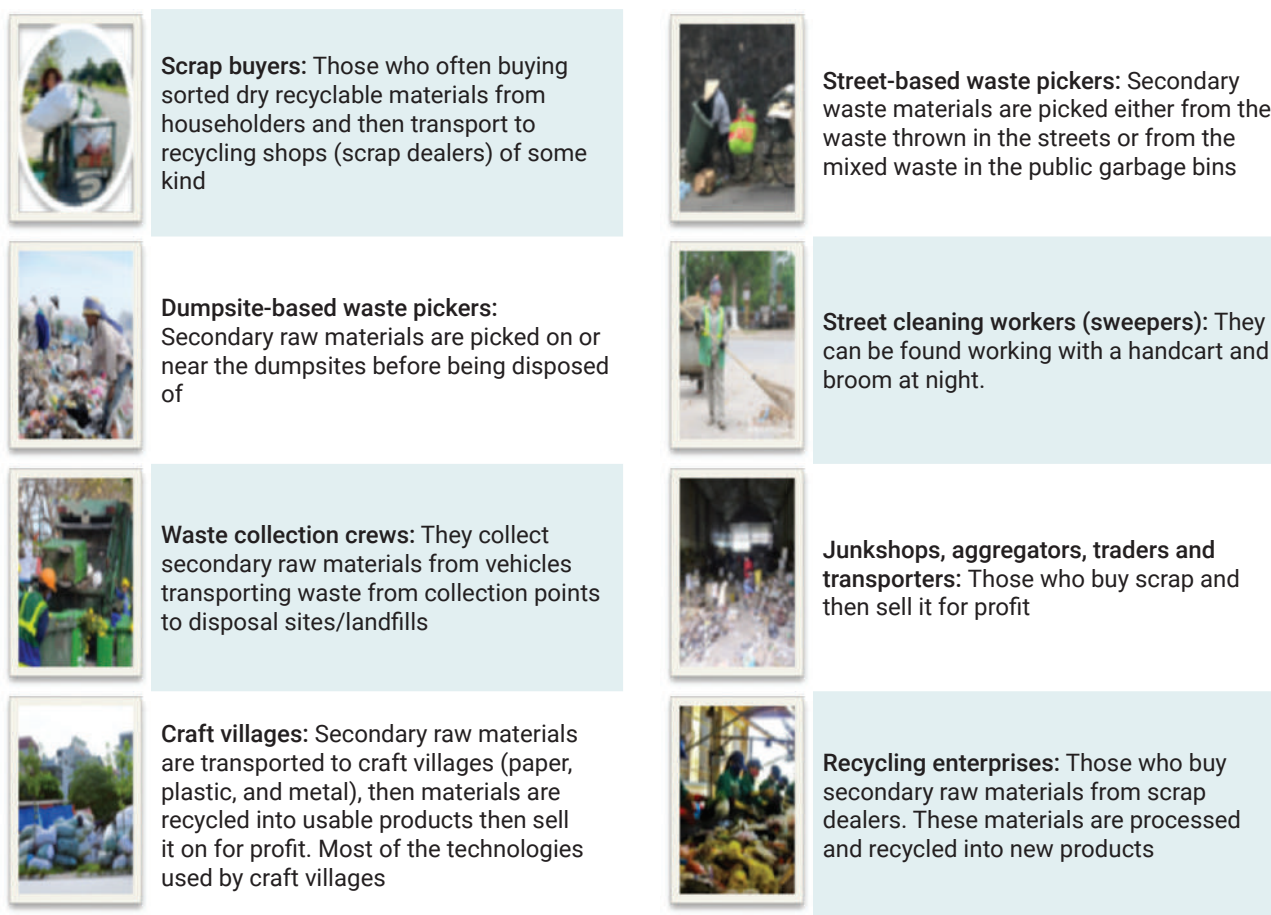 Scrap buyers: Those who often buying
sorted dry recyclable materials from
householders and then transport to
recycling shops (scrap dealers) of some
kind
Street-based waste pickers: Secondary
waste materials are picked either from the
waste thrown in the streets or from the
mixed waste in the public garbage bins
Dumpsite-based waste pickers:
Secondary raw materials are picked on or
near the dumpsites before being disposed
of
Street cleaning workers (sweepers): They
can be found working with a handcart and
broom at night.
Waste collection crews: They collect
secondary raw materials from vehicles
transporting waste from collection points
to disposal sites/landfills
Junkshops, aggregators, traders and
transporters: Those who buy scrap and
then sell it for profit
Craft villages: Secondary raw materials
are transported to craft villages (paper,
plastic, and metal), then materials are
recycled into usable products then sell
it on for profit. Most of the technologies
used by craft villages
Recycling enterprises: Those who buy
secondary raw materials from scrap
dealers. These materials are processed
and recycled into new products